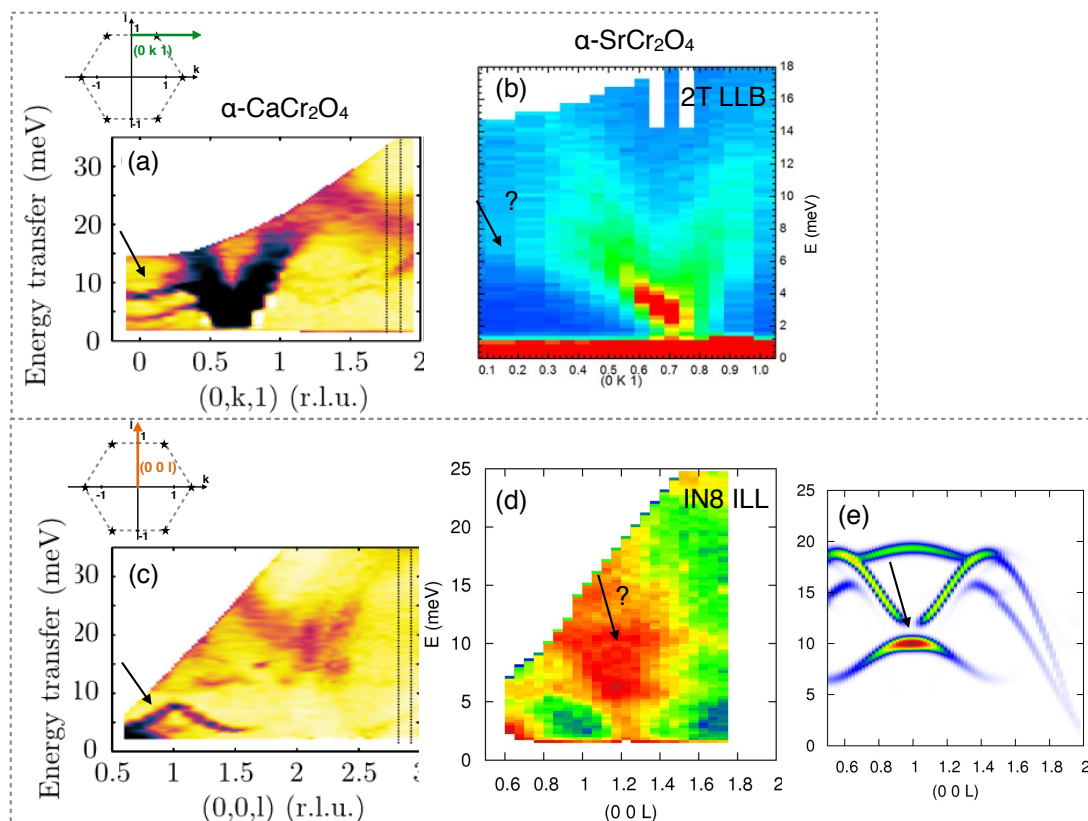 l
1
(0 k 1)
k
-1
1
-1
α-CaCr₂O₄
α-SrCr₂O₄
(a)
Energy transfer (meV)
30
20
10
0
0
0.5
1
1.5
2
(0,k,1) (r.l.u.)
(b)
2T LLB
?
18
16
14
12
10
8
6
4
2
0
E (meV)
0.1 0.2 0.3 0.4 0.5 0.6 0.7 0.8 0.9 1.0
(0 K 1)
l
1
(0 0 l)
k
-1
1
-1
(c)
Energy transfer (meV)
30
20
10
0
0.5
1
1.5
2
2.5
(0,0,l) (r.l.u.)
(d)
IN8 ILL
?
25
20
15
10
5
0
E (meV)
0.6 0.8 1 1.2 1.4 1.6 1.8 2
(0 0 L)
(e)
25
20
15
10
5
0
0.6 0.8 1 1.2 1.4 1.6 1.8 2
(0 0 L)